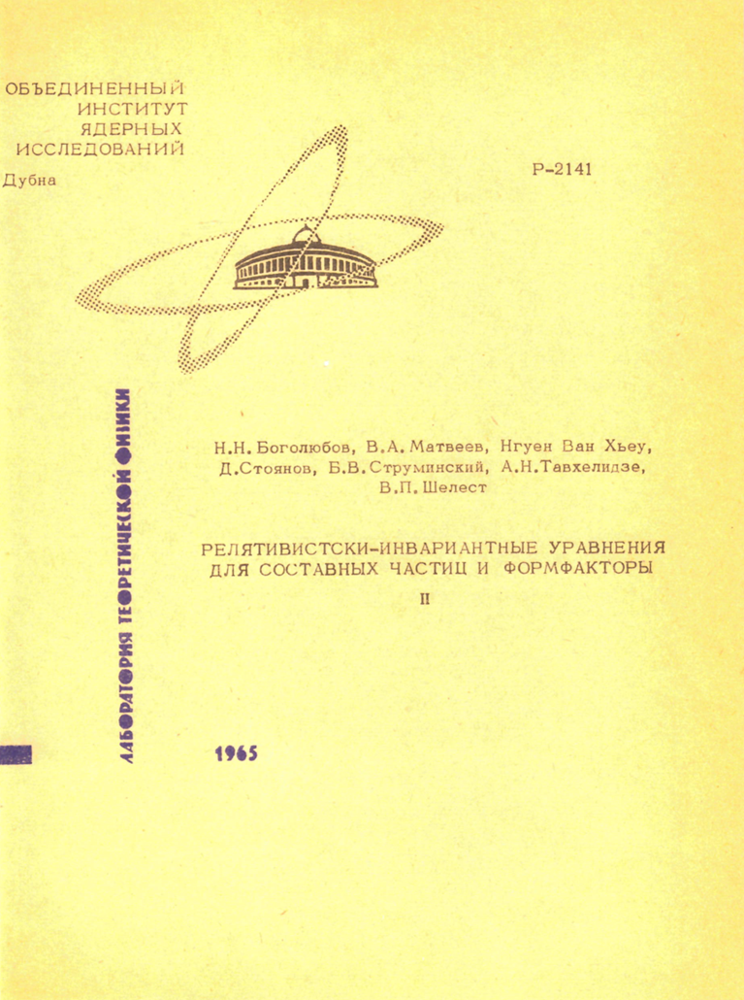 ОБЪЕДИНЕННЫЙ
ИНСТИТУТ
ЯДЕРНЫХ
ИССЛЕДОВАНИЙ
Дубна
Р-2141
ЛАБОРАТОРИЯ ТЕОРЕТИЧЕСКОЙ ФИЗИКИ
Н.Н. Боголюбов, В.А. Матвеев, Нгуен Ван Хьеу,
Д.Стоянов, Б.В.Струминский, А.Н.Тавхелидзе,
В.П.Шелест
РЕЛЯТИВИСТСКИ-ИНВАРИАНТНЫЕ УРАВНЕНИЯ
ДЛЯ СОСТАВНЫХ ЧАСТИЦ И ФОРМФАКТОРЫ
II
1965